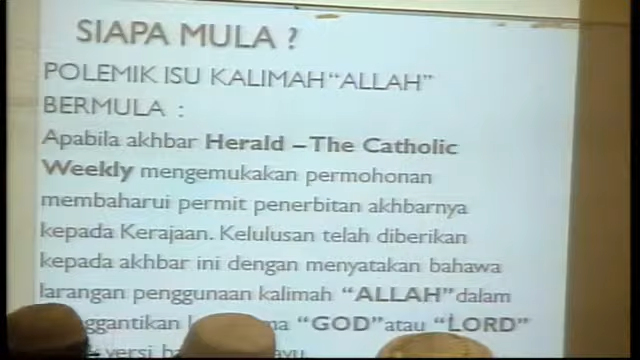 SIAPA MULA ?
POLEMIK ISU KALIMAH “ALLAH”
BERMULA :
Apabila akhbar Herald – The Catholic
Weekly mengemukakan permohonan
membaharui permit penerbitan akhbarnya
kepada Kerajaan. Kelulusan telah diberikan
kepada akhbar ini dengan menyatakan bahawa
larangan penggunaan kalimah “ALLAH” dalam
“GOD” atau “LORD”
versi